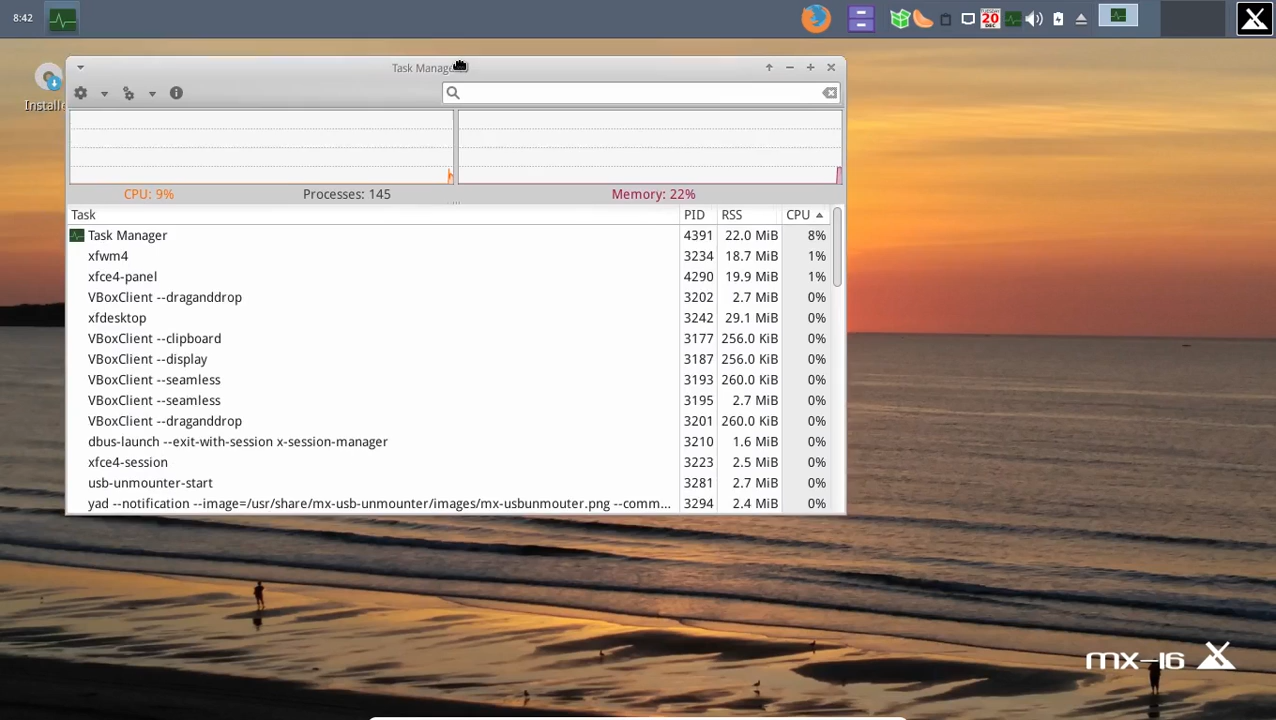 8:42
20
DEC
Installe
Task Manage
CPU: 9%
Processes: 145
Memory: 22%
Task PID RSS CPU
Task Manager 4391 22.0 MiB 8%
xfwm4 3234 18.7 MiB 1%
xfce4-panel 4290 19.9 MiB 1%
VBoxClient --draganddrop 3202 2.7 MiB 0%
xfdesktop 3242 29.1 MiB 0%
VBoxClient --clipboard 3177 256.0 KiB 0%
VBoxClient --display 3187 256.0 KiB 0%
VBoxClient --seamless 3193 260.0 KiB 0%
VBoxClient --seamless 3195 2.7 MiB 0%
VBoxClient --draganddrop 3201 260.0 KiB 0%
dbus-launch --exit-with-session x-session-manager 3210 1.6 MiB 0%
xfce4-session 3223 2.5 MiB 0%
usb-unmounter-start 3281 2.7 MiB 0%
yad --notification --image=/usr/share/mx-usb-unmounter/images/mx-usbunmouter.png --comm... 3294 2.4 MiB 0%
mx-16